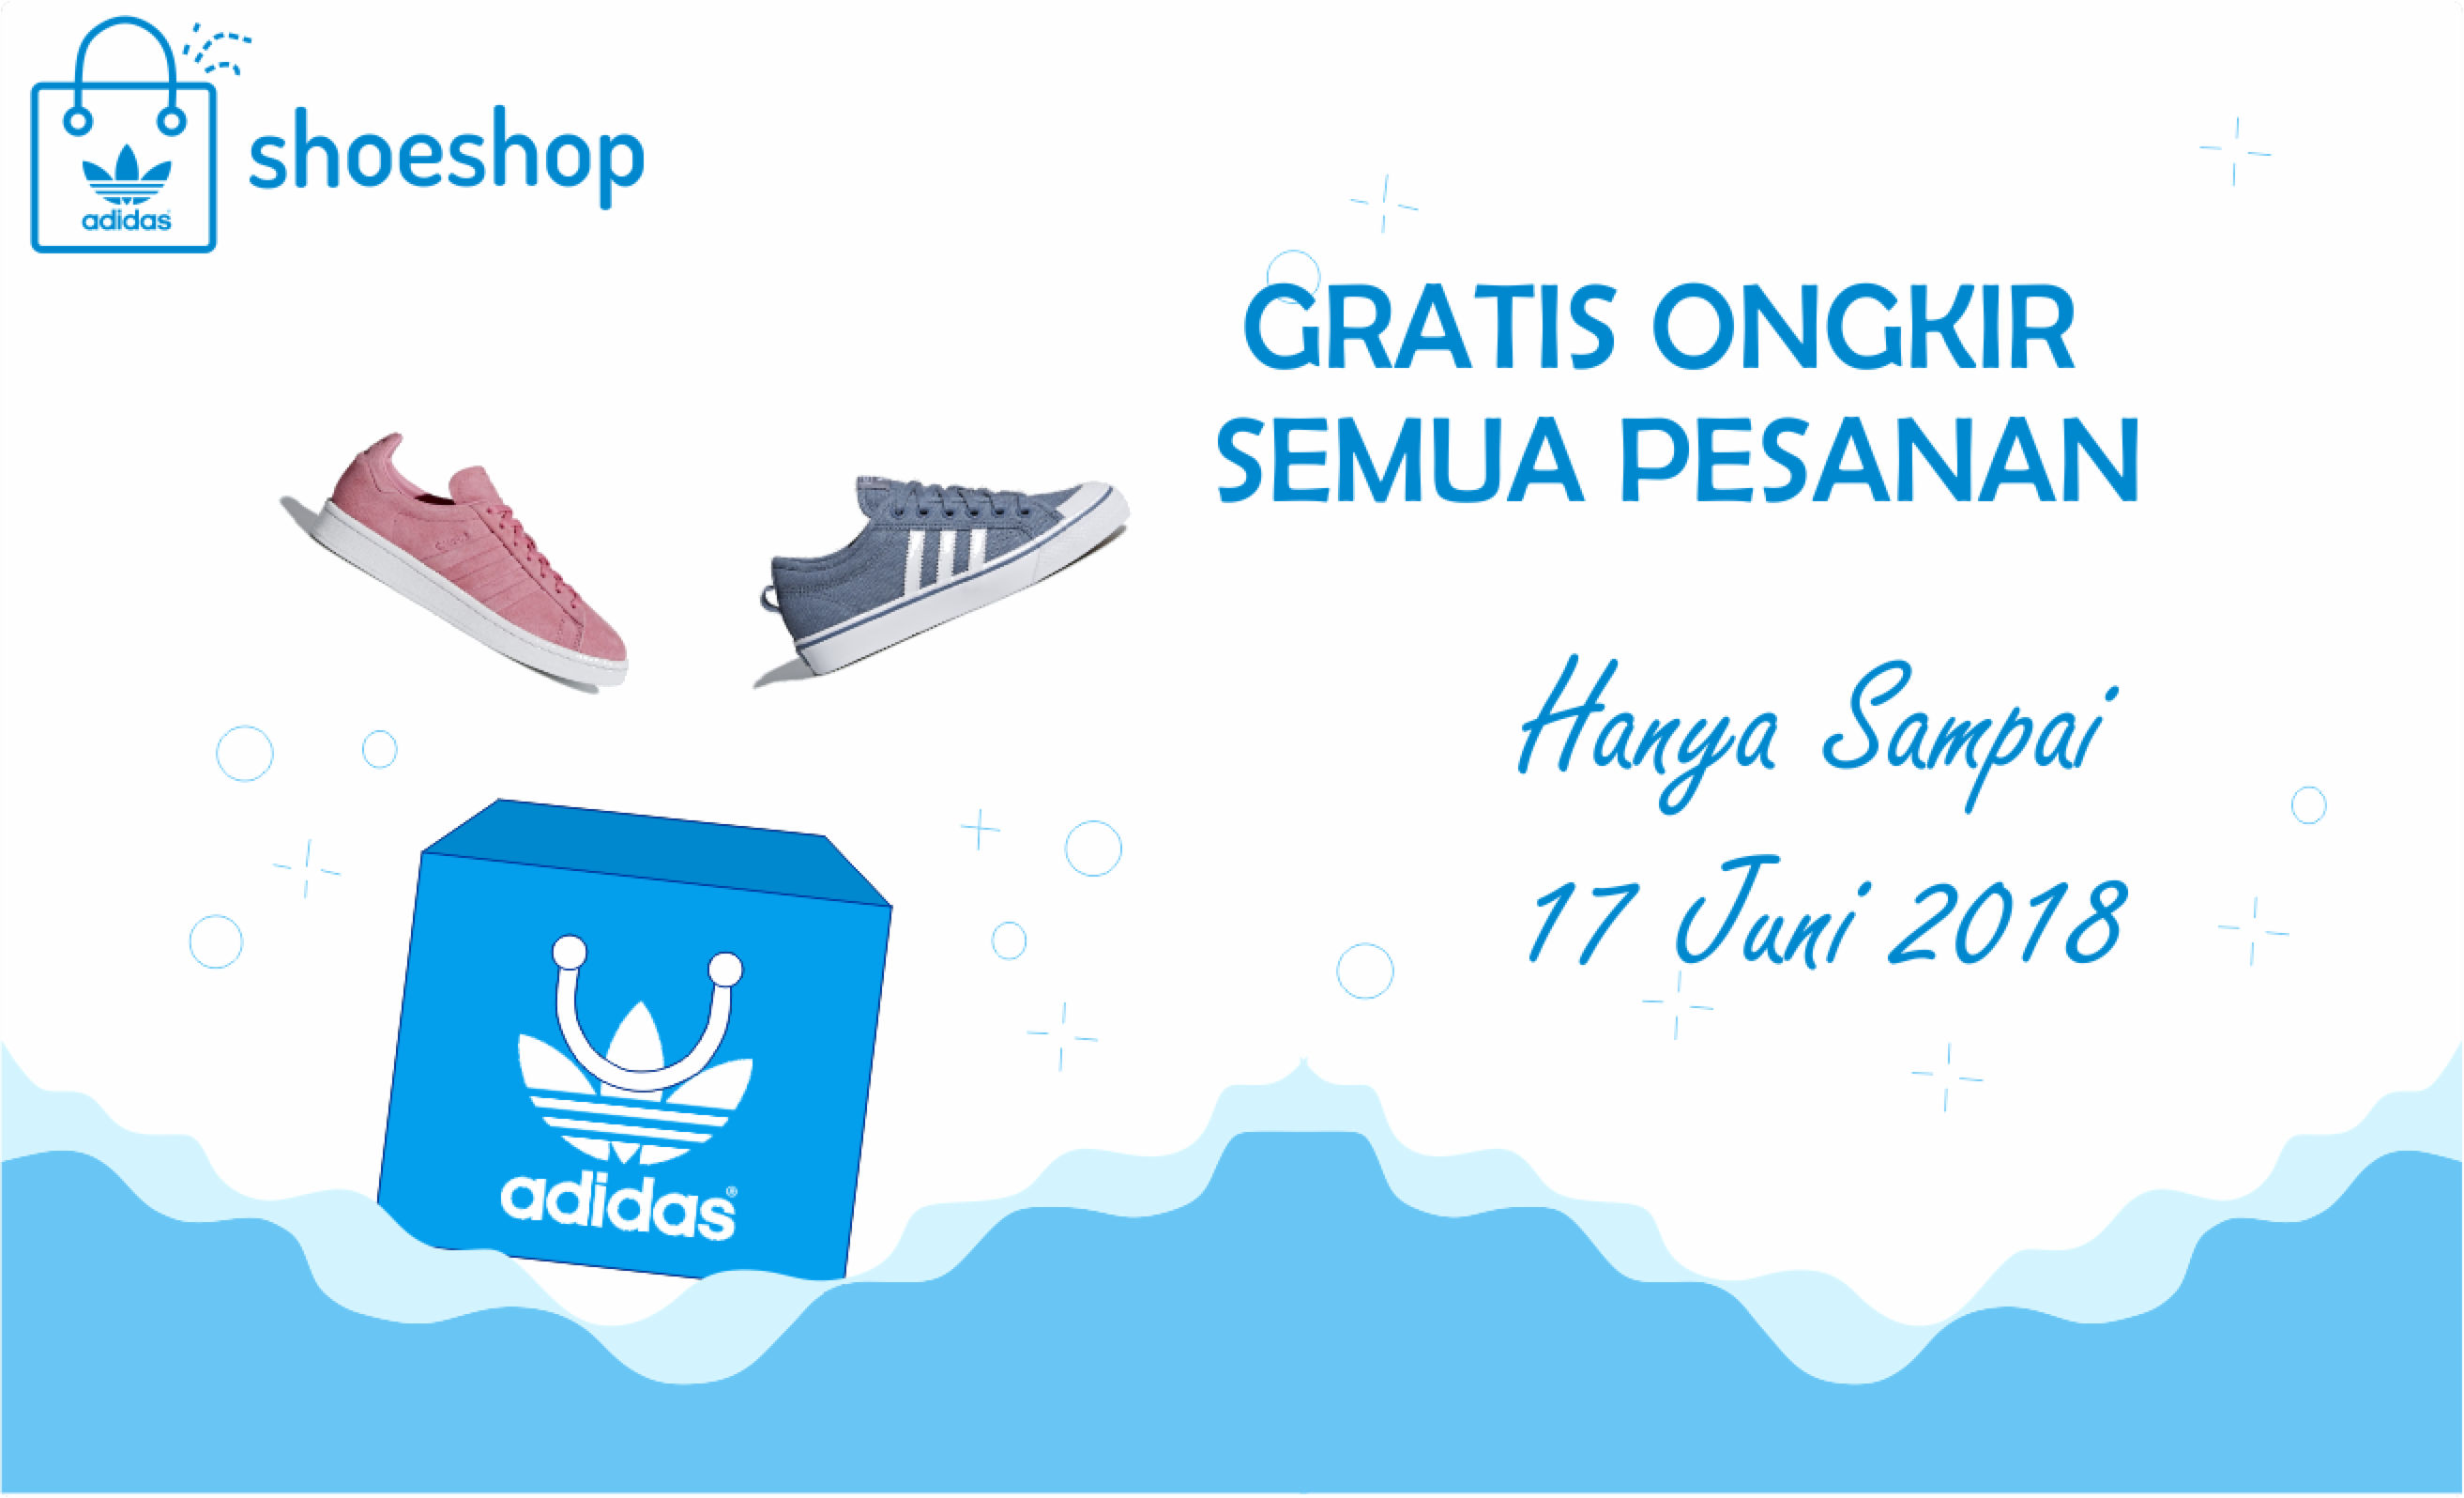 adidas
shoeshop
GRATIS ONGKIR
SEMUA PESANAN
Hanya Sampai
17 Juni 2018
adidas®